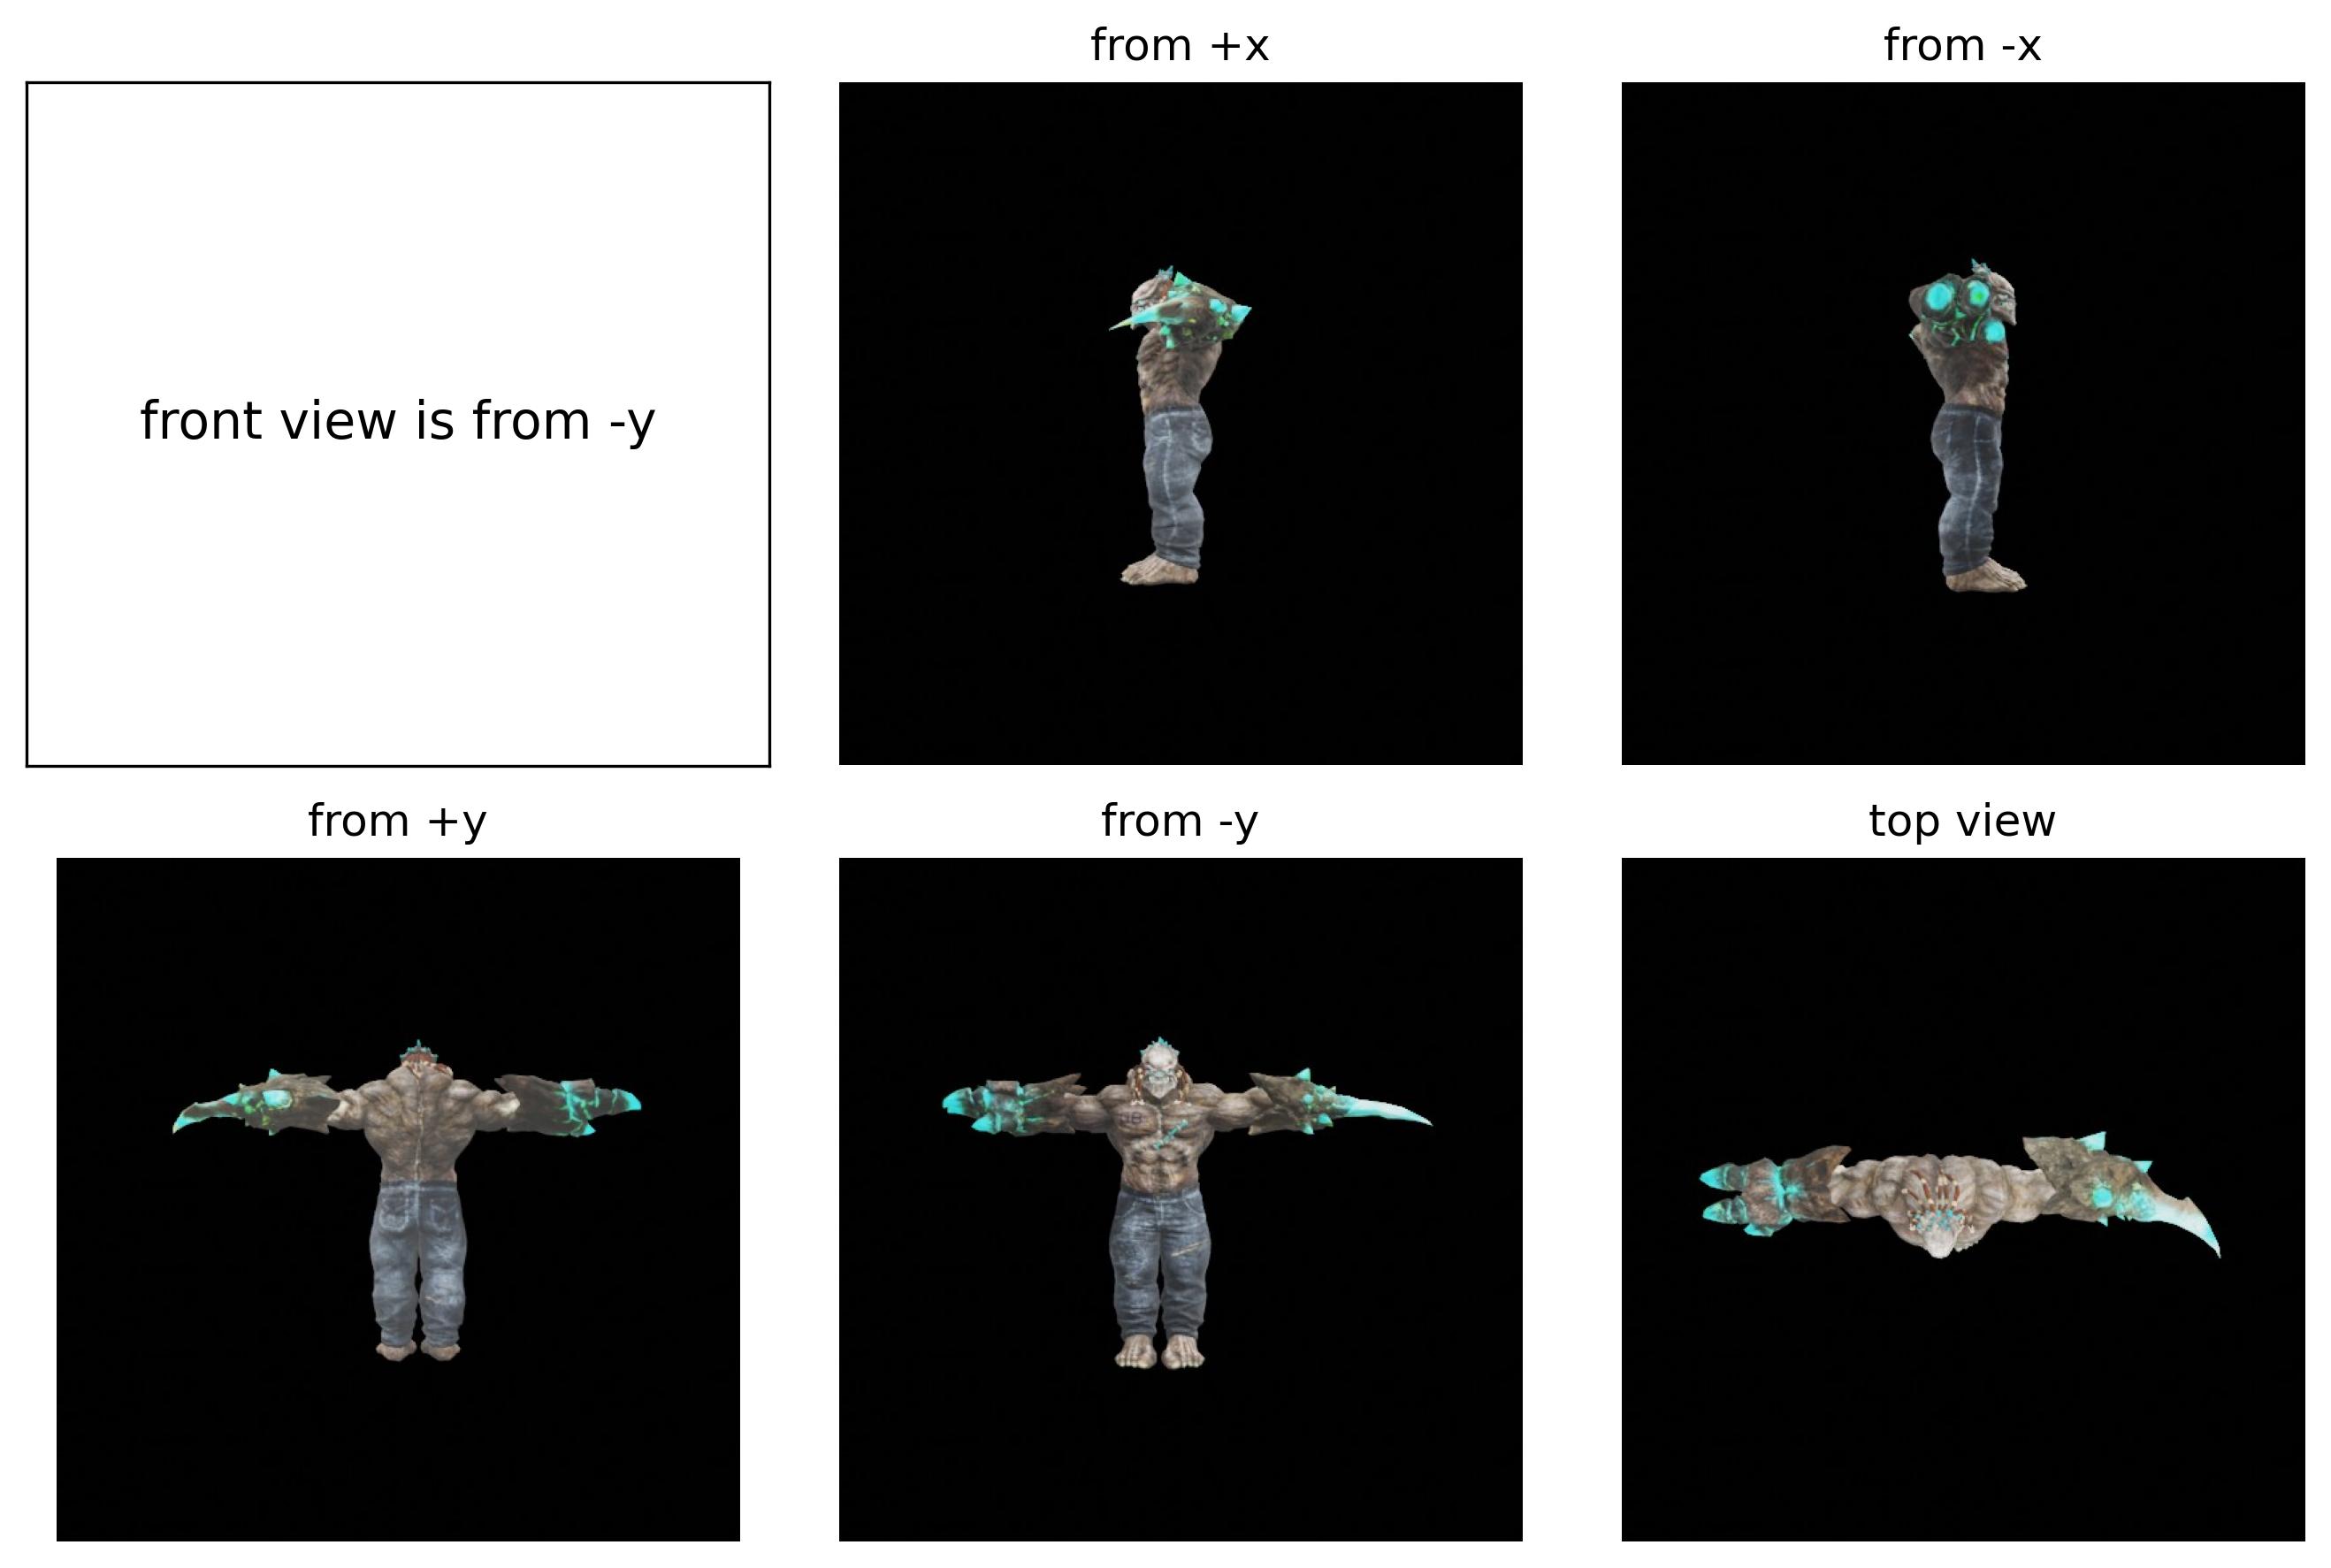 from +x
from -x
front view is from -y
from +y
from -y
top view